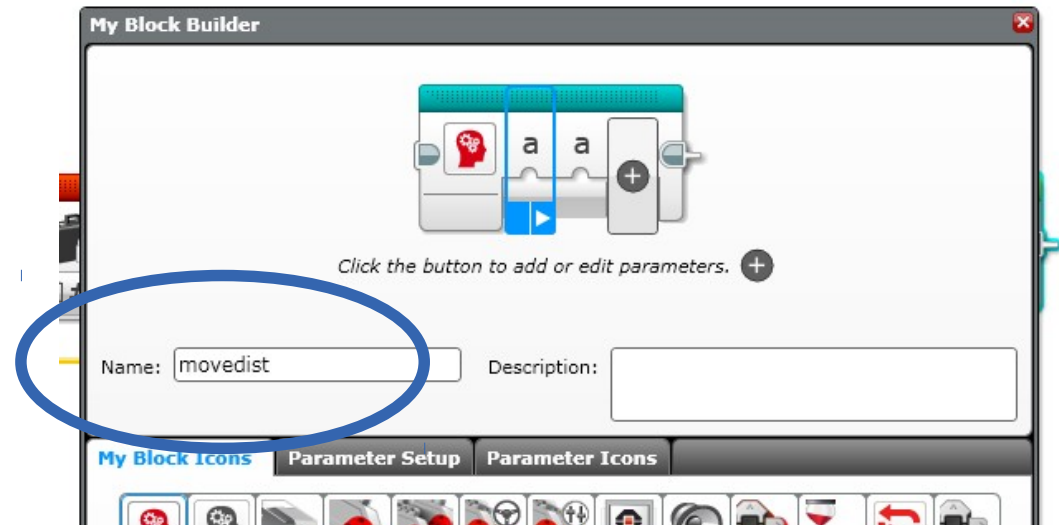 My Block Builder
a a
Click the button to add or edit parameters.
Name: movedist Description:
My Block Icons Parameter Setup Parameter Icons